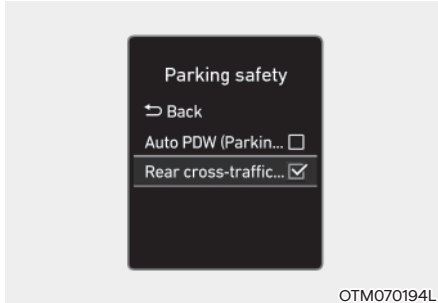 Parking safety
Back
Auto PDW (Parkin...
Rear cross-traffic...
OTM070194L